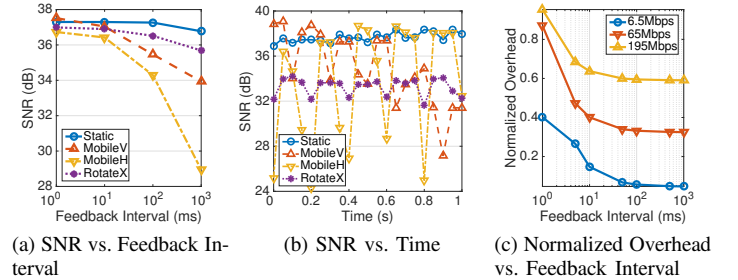 38
36
34
32
30
28
SNR (dB)
Static
MobileV
MobileH
RotateX
10^0 10^1 10^2 10^3
Feedback Interval (ms)
(a) SNR vs. Feedback In-
terval
40
36
32
28
24
SNR (dB)
Static
MobileV
MobileH
RotateX
0 0.2 0.4 0.6 0.8 1
Time (s)
(b) SNR vs. Time
0.8
0.6
0.4
0.2
Normalized Overhead
6.5Mbps
65Mbps
195Mbps
10^0 10^1 10^2 10^3
Feedback Interval (ms)
(c) Normalized Overhead
vs. Feedback Interval